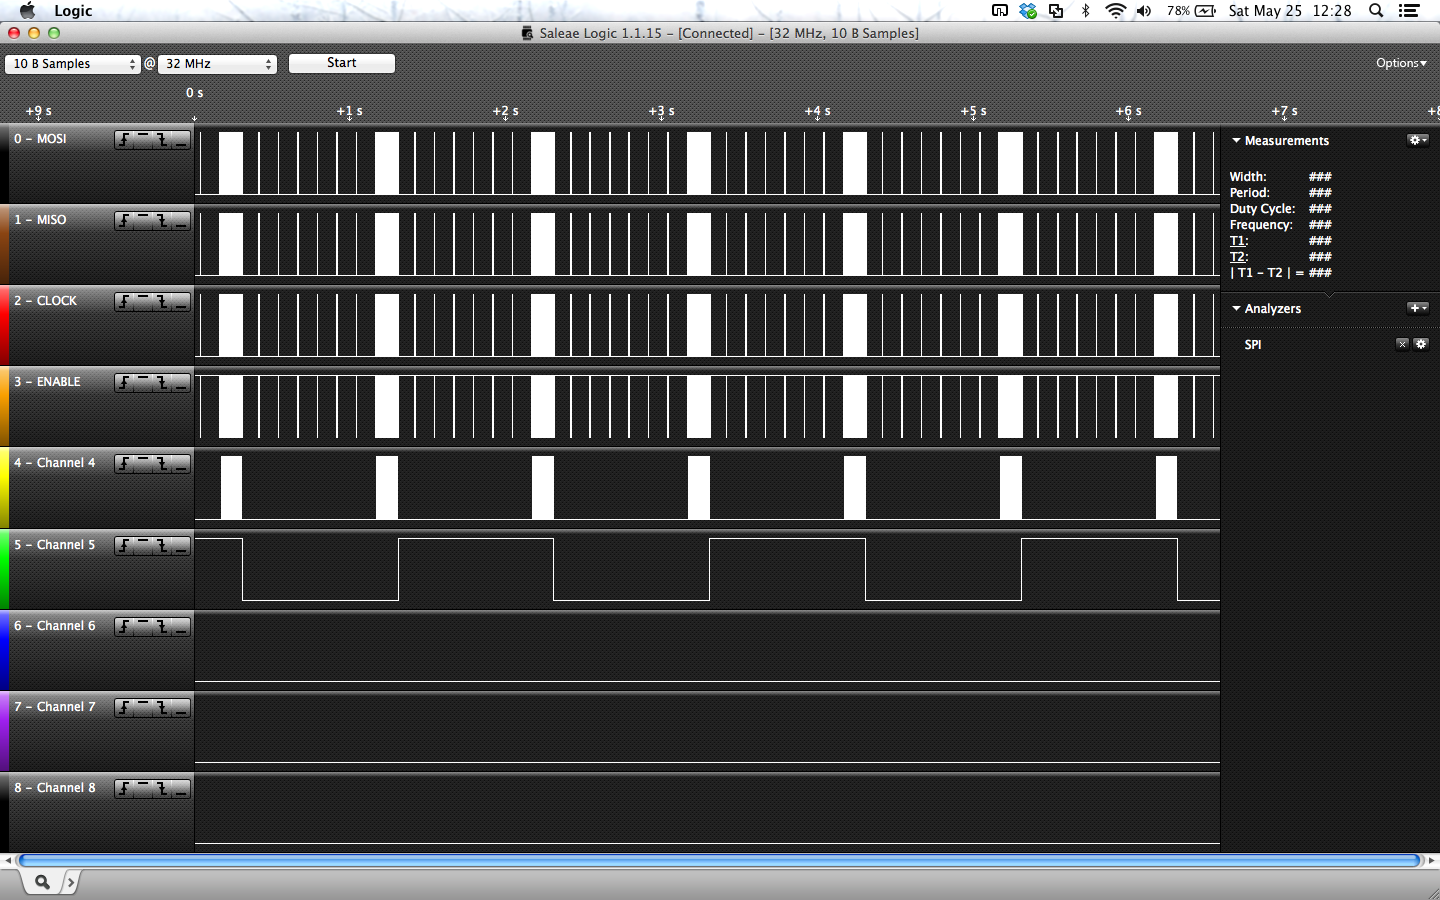 Logic
78%
Sat May 25 12:28
Saleae Logic 1.1.15 – [Connected] – [32 MHz, 10 B Samples]
10 B Samples
@
32 MHz
Start
Options
0 s
+9 s
+1 s
+2 s
+3 s
+4 s
+5 s
+6 s
+7 s
+8
0 – MOSI
1 – MISO
2 – CLOCK
3 – ENABLE
4 – Channel 4
5 – Channel 5
6 – Channel 6
7 – Channel 7
8 – Channel 8
Measurements
Width: ###
Period: ###
Duty Cycle: ###
Frequency: ###
T1: ###
T2: ###
| T1 – T2 | = ###
Analyzers
SPI